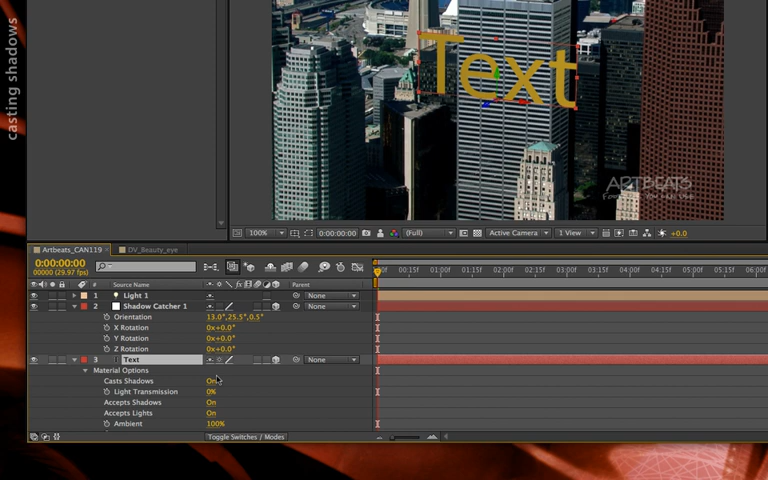 casting shadows
Text
ARTBEATS
100%
0:00:00:00
(Full)
Active Camera
1 View
+0.0
Artbeats_CAN119
DV_Beauty_eye
0:00:00:00
00000 (29.97 fps)
00:15f
01:00f
01:15f
02:00f
02:15f
03:00f
03:15f
04:00f
04:15f
05:00f
05:15f
06:00f
#
Source Name
Parent
1 Light 1 None
2 Shadow Catcher 1 None
Orientation 13.0°,25.5°,0.5°
X Rotation 0x+0.0°
Y Rotation 0x+0.0°
Z Rotation 0x+0.0°
3 Text None
Material Options
Casts Shadows On
Light Transmission 0%
Accepts Shadows On
Accepts Lights On
Ambient 100%
Toggle Switches / Modes